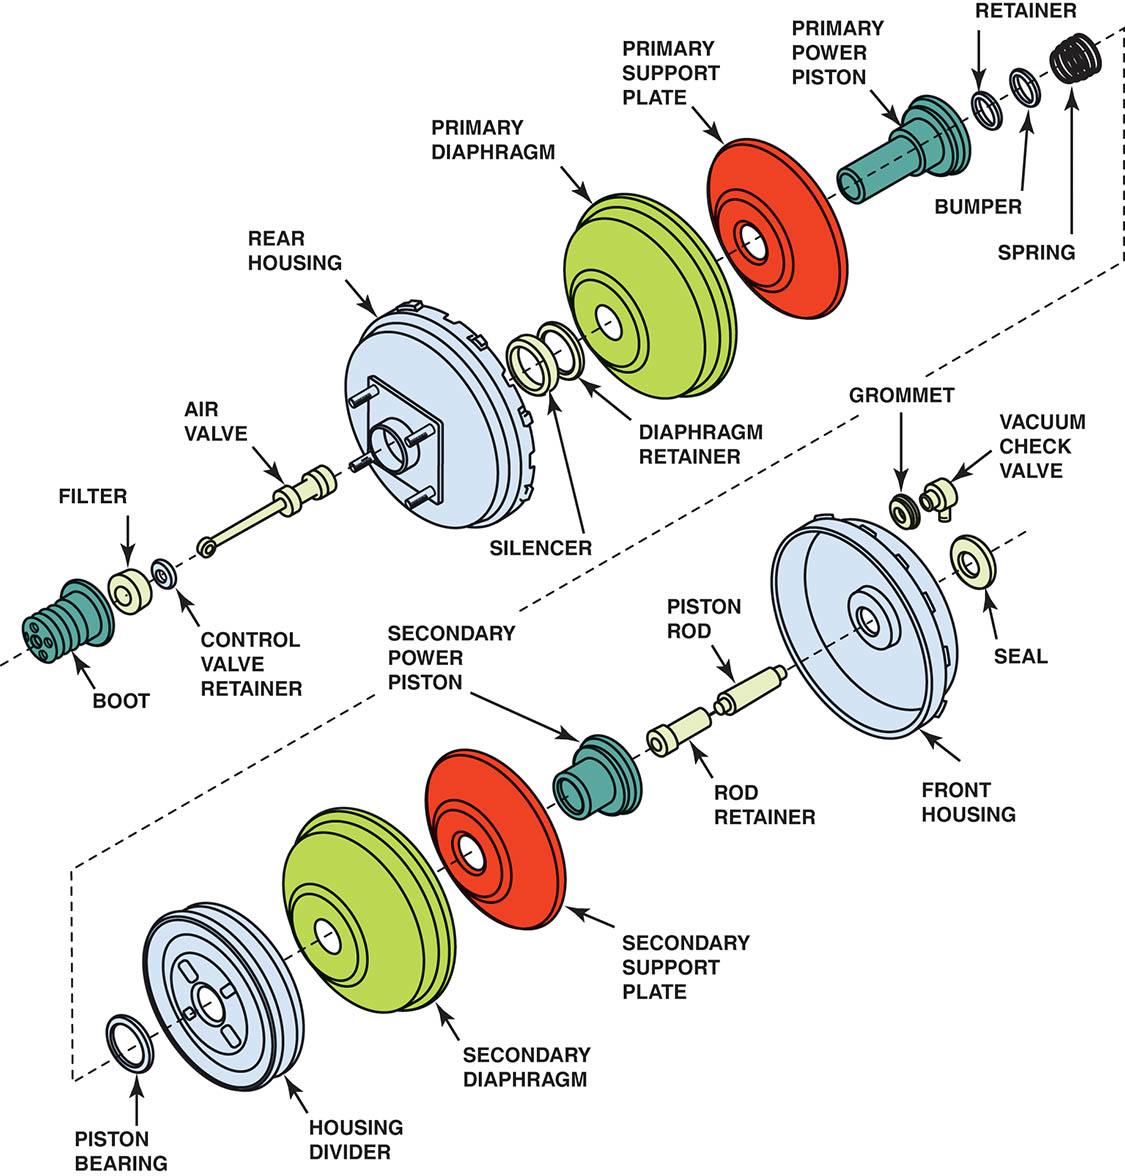 RETAINER
PRIMARY
POWER
PISTON
PRIMARY
SUPPORT
PLATE
PRIMARY
DIAPHRAGM
BUMPER
SPRING
REAR
HOUSING
AIR
VALVE
FILTER
DIAPHRAGM
RETAINER
SILENCER
GROMMET
VACUUM
CHECK
VALVE
CONTROL
VALVE
RETAINER
BOOT
SECONDARY
POWER
PISTON
PISTON
ROD
SEAL
ROD
RETAINER
FRONT
HOUSING
SECONDARY
SUPPORT
PLATE
SECONDARY
DIAPHRAGM
HOUSING
DIVIDER
PISTON
BEARING